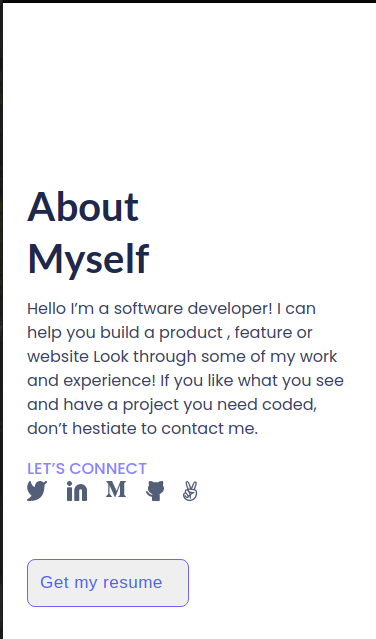 About
Myself
Hello I’m a software developer! I can
help you build a product , feature or
website Look through some of my work
and experience! If you like what you see
and have a project you need coded,
don’t hestiate to contact me.
LET’S CONNECT
Get my resume